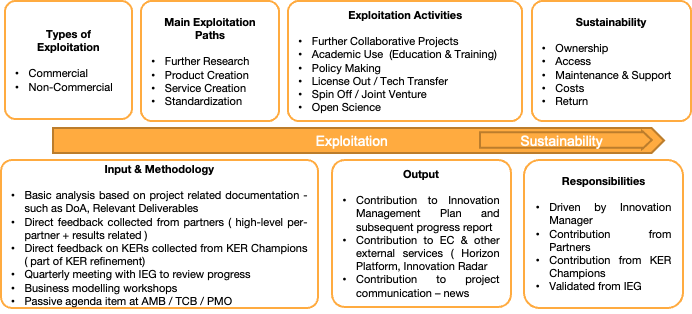 Types of
Exploitation
• Commercial
• Non-Commercial
Main Exploitation
Paths
• Further Research
• Product Creation
• Service Creation
• Standardization
Exploitation Activities
• Further Collaborative Projects
• Academic Use (Education & Training)
• Policy Making
• License Out / Tech Transfer
• Spin Off / Joint Venture
• Open Science
Sustainability
• Ownership
• Access
• Maintenance & Support
• Costs
• Return
Exploitation
Sustainability
Input & Methodology
• Basic analysis based on project related documentation -
such as DoA, Relevant Deliverables
• Direct feedback collected from partners ( high-level per-
partner + results related )
• Direct feedback on KERs collected from KER Champions
( part of KER refinement)
• Quarterly meeting with IEG to review progress
• Business modelling workshops
• Passive agenda item at AMB / TCB / PMO
Output
• Contribution to Innovation
Management Plan and
subsequent progress report
• Contribution to EC & other
external services ( Horizon
Platform, Innovation Radar
• Contribution to project
communication – news
Responsibilities
• Driven by Innovation
Manager
• Contribution from
Partners
• Contribution from KER
Champions
• Validated from IEG